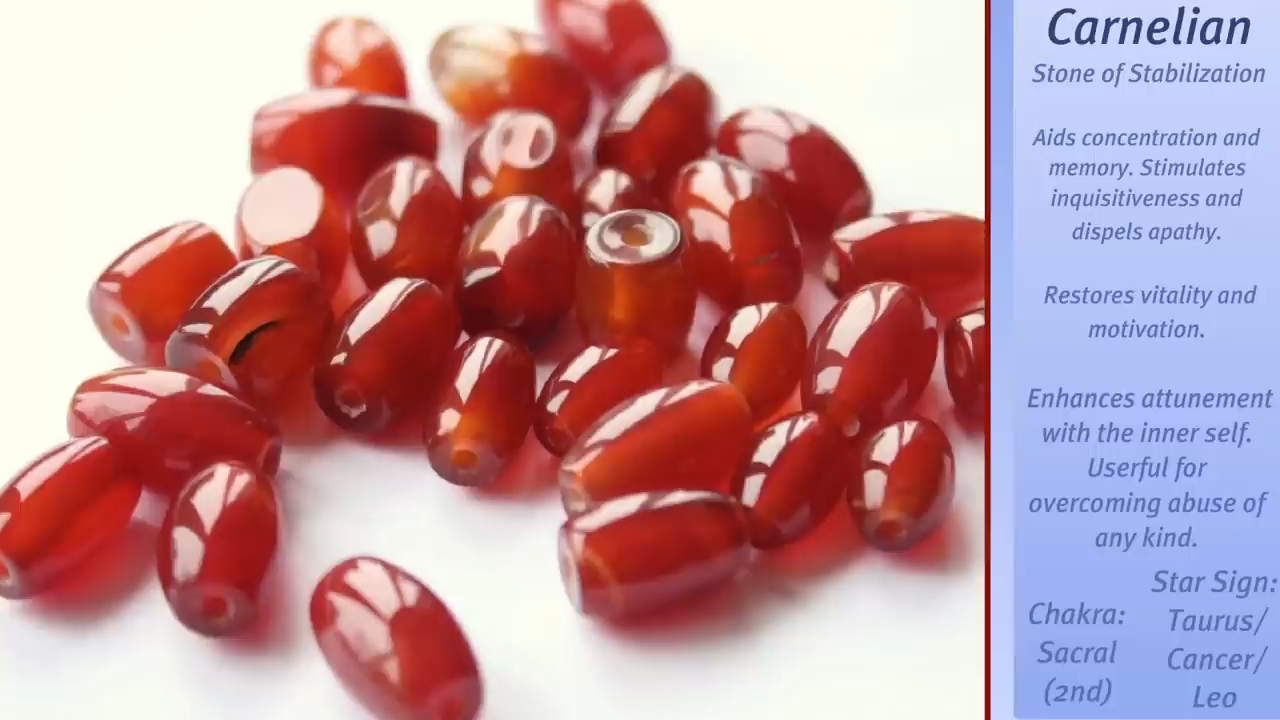 Carnelian
Stone of Stabilization
Aids concentration and
memory. Stimulates
inquisitiveness and
dispels apathy.
Restores vitality and
motivation.
Enhances attunement
with the inner self.
Userful for
overcoming abuse of
any kind.
Chakra:
Sacral
(2nd)
Star Sign:
Taurus/
Cancer/
Leo